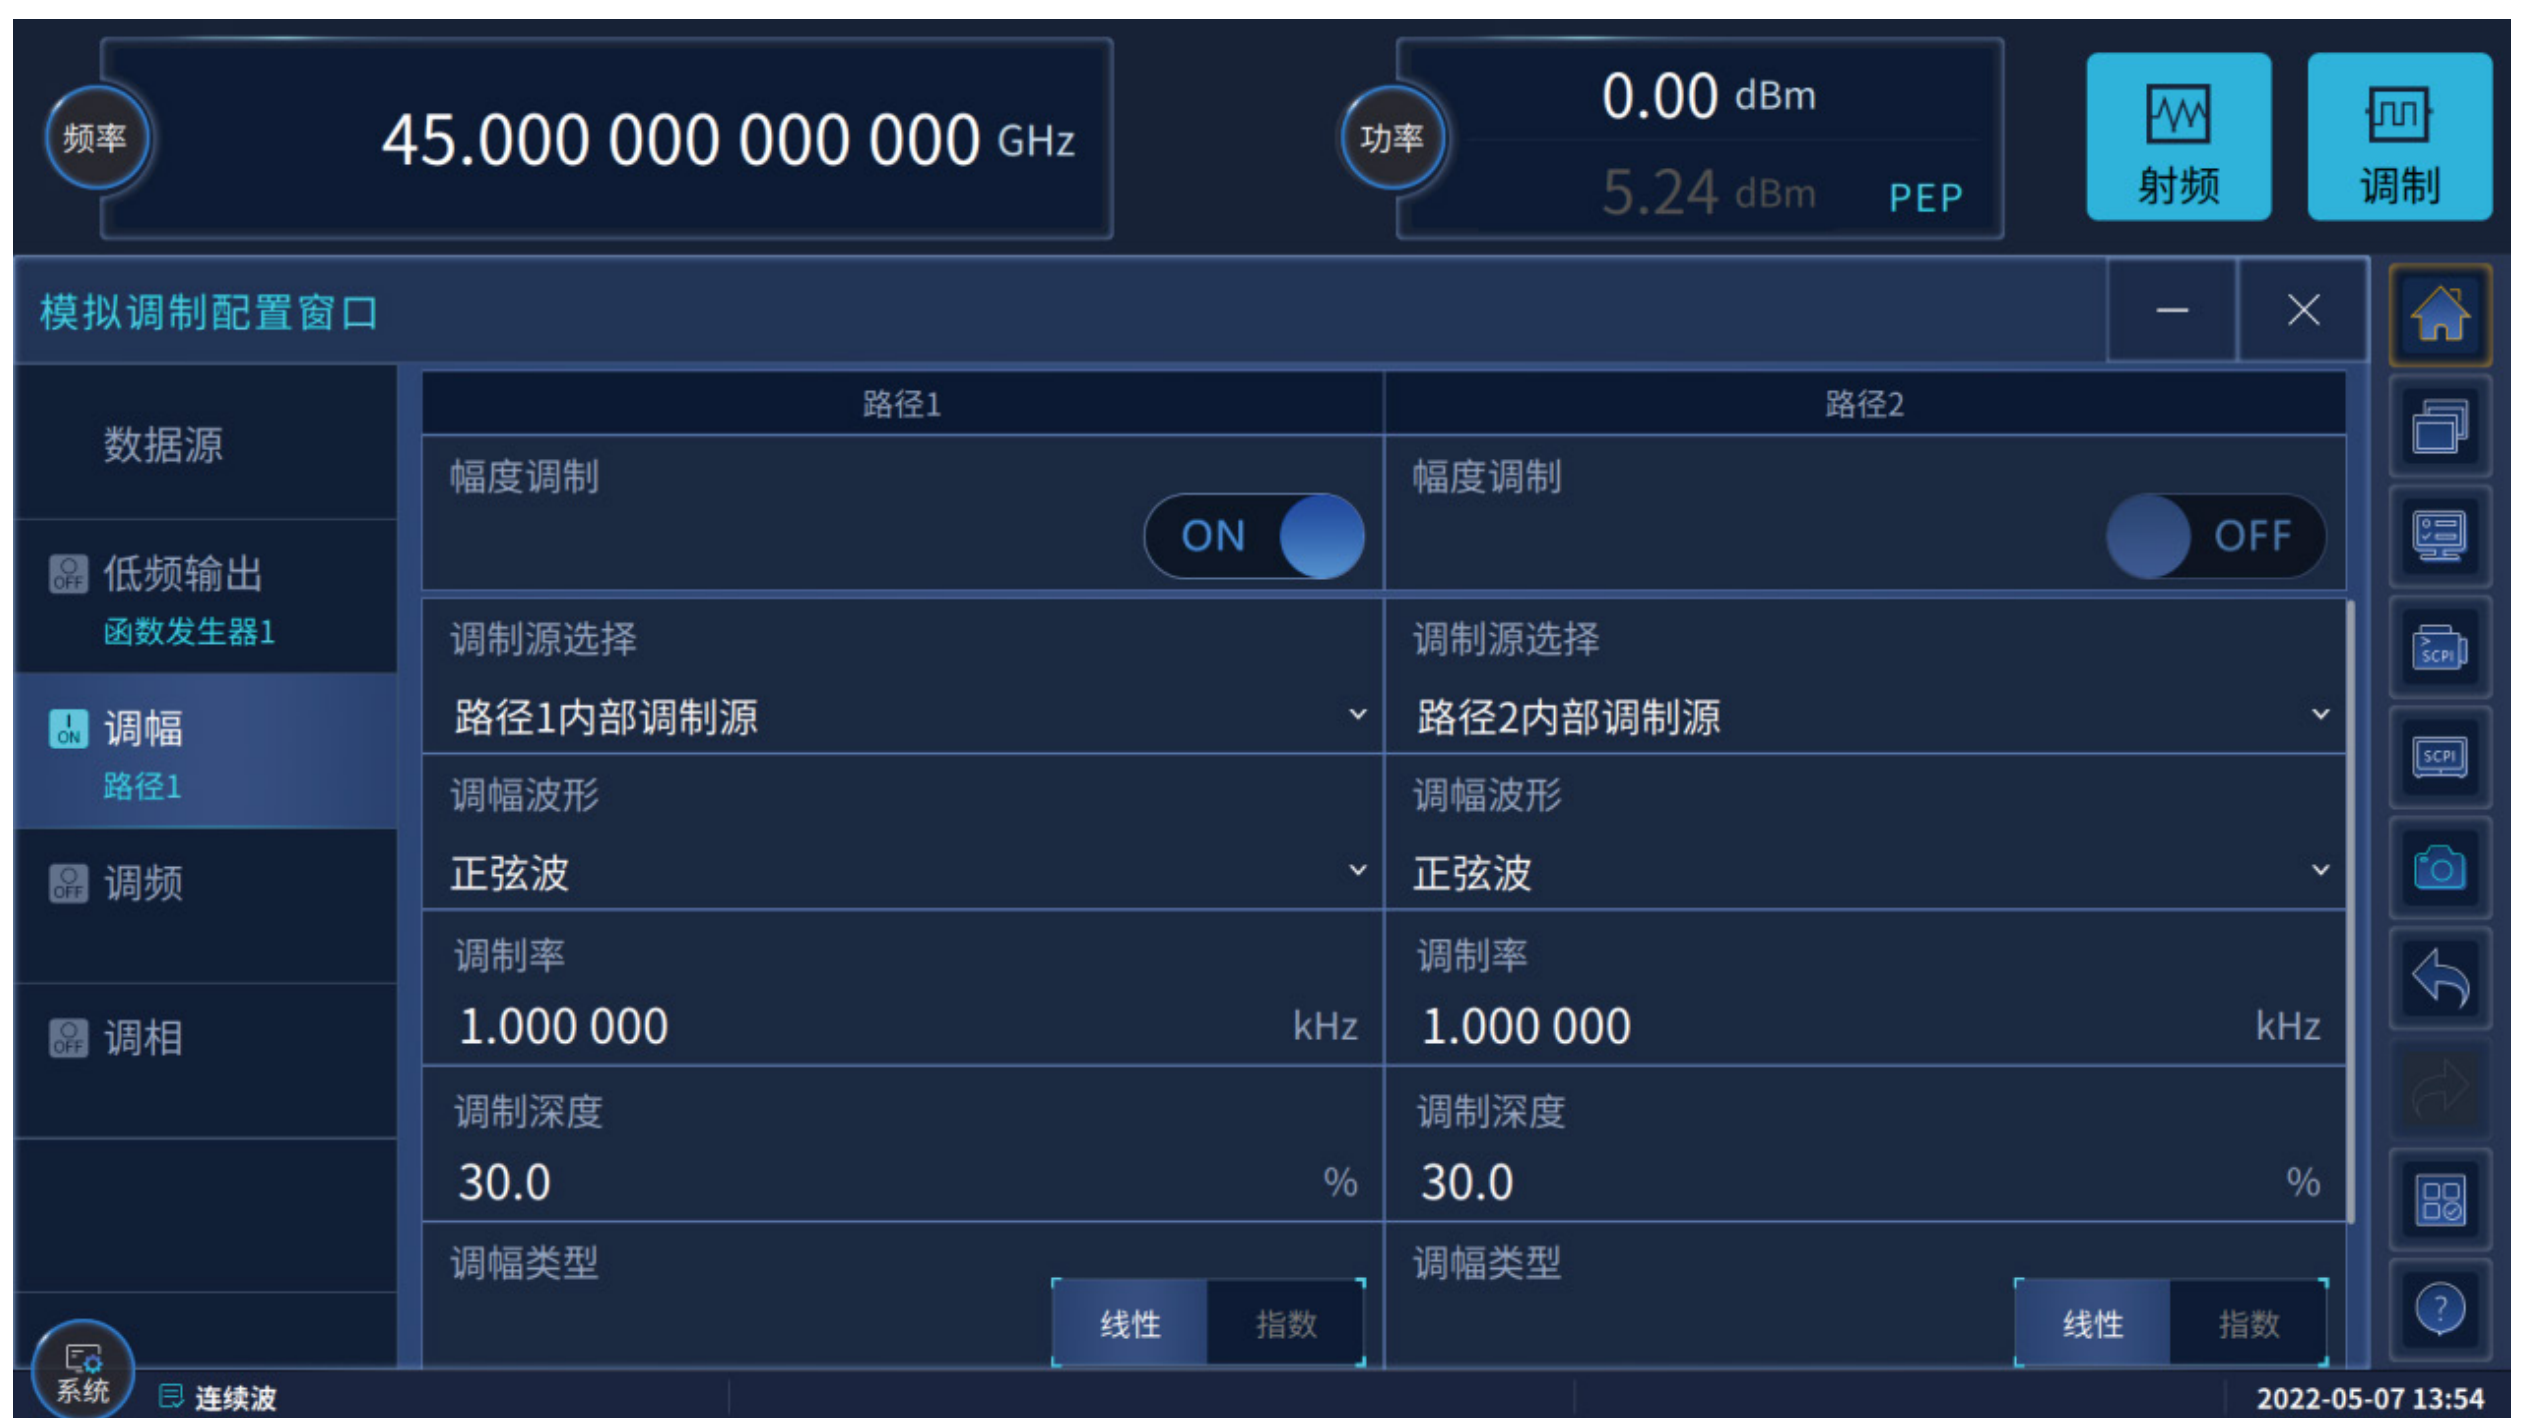 频率
45.000 000 000 000 GHz
功率
0.00 dBm
5.24 dBm PEP
射频
调制
模拟调制配置窗口
数据源
OFF 低频输出
函数发生器1
ON 调幅
路径1
OFF 调频
OFF 调相
路径1 路径2
幅度调制 幅度调制
ON OFF
调制源选择 调制源选择
路径1内部调制源 路径2内部调制源
调幅波形 调幅波形
正弦波 正弦波
调制率 调制率
1.000 000 kHz 1.000 000 kHz
调制深度 调制深度
30.0 % 30.0 %
调幅类型 调幅类型
线性 指数 线性 指数
SCPI
SCPI
?
系统
连续波
2022-05-07 13:54